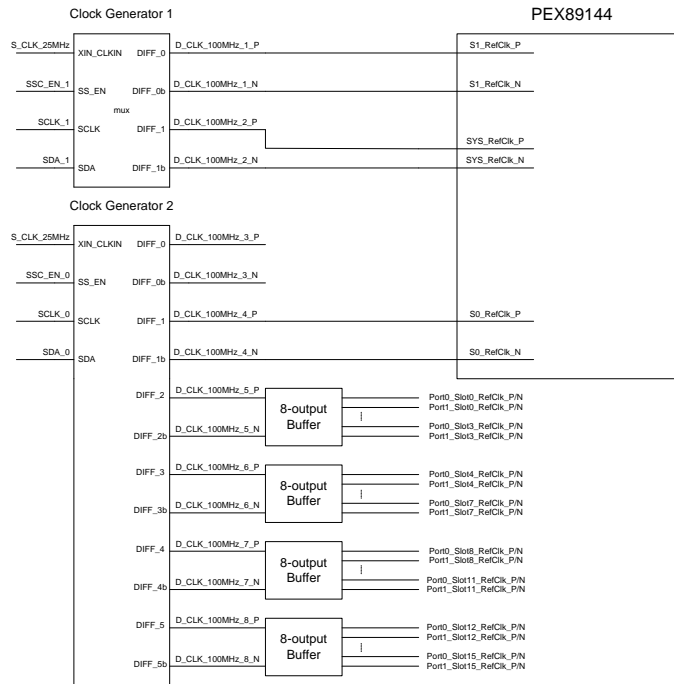 Clock Generator 1
PEX89144
S_CLK_25MHz
XIN_CLKIN
DIFF_0
D_CLK_100MHz_1_P
S1_RefClk_P
SSC_EN_1
SS_EN
DIFF_0b
D_CLK_100MHz_1_N
S1_RefClk_N
mux
SCLK_1
SCLK
DIFF_1
D_CLK_100MHz_2_P
SYS_RefClk_P
SDA_1
SDA
DIFF_1b
D_CLK_100MHz_2_N
SYS_RefClk_N
Clock Generator 2
S_CLK_25MHz
XIN_CLKIN
DIFF_0
D_CLK_100MHz_3_P
SSC_EN_0
SS_EN
DIFF_0b
D_CLK_100MHz_3_N
SCLK_0
SCLK
DIFF_1
D_CLK_100MHz_4_P
S0_RefClk_P
SDA_0
SDA
DIFF_1b
D_CLK_100MHz_4_N
S0_RefClk_N
DIFF_2
D_CLK_100MHz_5_P
DIFF_2b
D_CLK_100MHz_5_N
8-output
Buffer
Port0_Slot0_RefClk_P/N
Port1_Slot0_RefClk_P/N
Port0_Slot3_RefClk_P/N
Port1_Slot3_RefClk_P/N
DIFF_3
D_CLK_100MHz_6_P
DIFF_3b
D_CLK_100MHz_6_N
8-output
Buffer
Port0_Slot4_RefClk_P/N
Port1_Slot4_RefClk_P/N
Port0_Slot7_RefClk_P/N
Port1_Slot7_RefClk_P/N
DIFF_4
D_CLK_100MHz_7_P
DIFF_4b
D_CLK_100MHz_7_N
8-output
Buffer
Port0_Slot8_RefClk_P/N
Port1_Slot8_RefClk_P/N
Port0_Slot11_RefClk_P/N
Port1_Slot11_RefClk_P/N
DIFF_5
D_CLK_100MHz_8_P
DIFF_5b
D_CLK_100MHz_8_N
8-output
Buffer
Port0_Slot12_RefClk_P/N
Port1_Slot12_RefClk_P/N
Port0_Slot15_RefClk_P/N
Port1_Slot15_RefClk_P/N